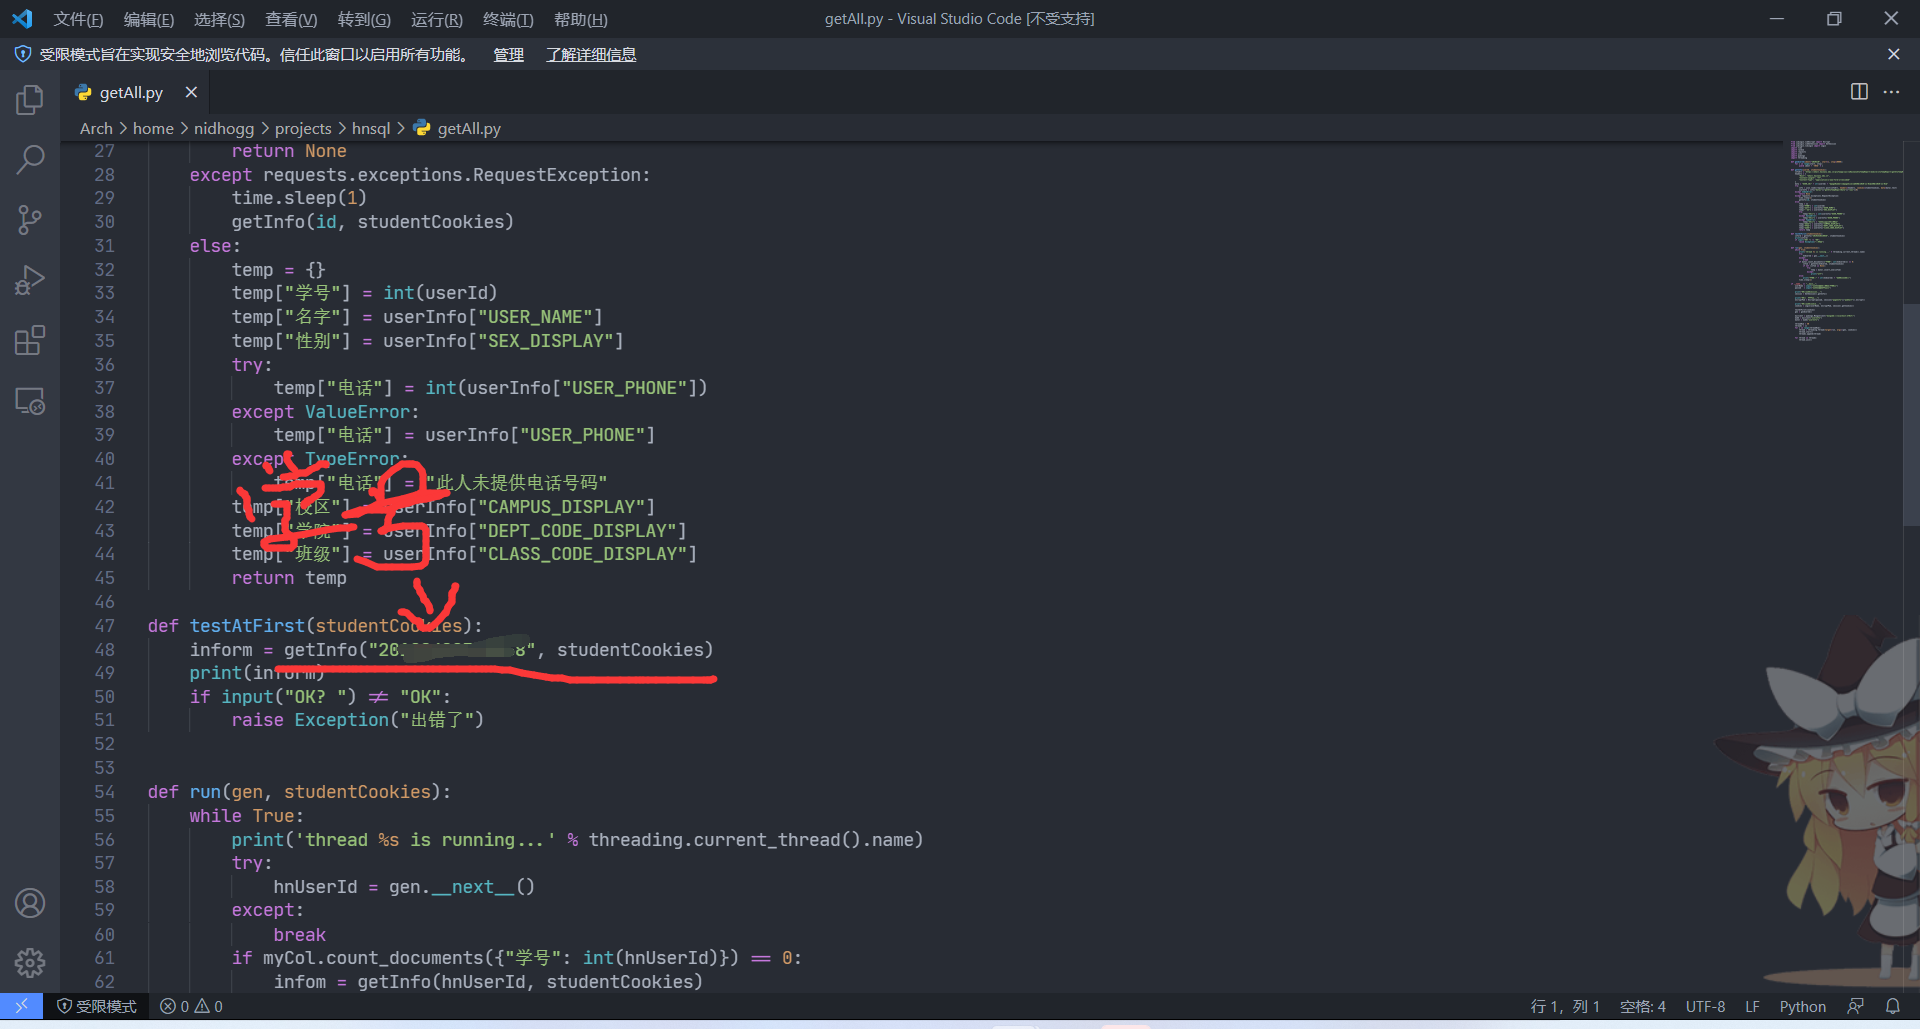 文件(F) 编辑(E) 选择(S) 查看(V) 转到(G) 运行(R) 终端(T) 帮助(H) getAll.py - Visual Studio Code [不受支持]
受限模式旨在实现安全地浏览代码。信任此窗口以启用所有功能。 管理 了解详细信息
getAll.py
Arch > home > nidhogg > projects > hnsql > getAll.py
27 return None
28 except requests.exceptions.RequestException:
29 time.sleep(1)
30 getInfo(id, studentCookies)
31 else:
32 temp = {}
33 temp["学号"] = int(userId)
34 temp["名字"] = userInfo["USER_NAME"]
35 temp["性别"] = userInfo["SEX_DISPLAY"]
36 try:
37 temp["电话"] = int(userInfo["USER_PHONE"])
38 except ValueError:
39 temp["电话"] = userInfo["USER_PHONE"]
40 except TypeError:
41 temp["电话"] = "此人未提供电话号码"
42 temp["校区"] = userInfo["CAMPUS_DISPLAY"]
43 temp["学院"] = userInfo["DEPT_CODE_DISPLAY"]
44 temp["班级"] = userInfo["CLASS_CODE_DISPLAY"]
学号
45 return temp
46
47 def testAtFirst(studentCookies):
48 inform = getInfo("20 8", studentCookies)
49 print(inform)
50 if input("OK? ") != "OK":
51 raise Exception("出错了")
52
53
54 def run(gen, studentCookies):
55 while True:
56 print('thread %s is running...' % threading.current_thread().name)
57 try:
58 hnUserId = gen.__next__()
59 except:
60 break
61 if myCol.count_documents({"学号": int(hnUserId)}) == 0:
62 infom = getInfo(hnUserId, studentCookies)
受限模式 0 0 行 1，列 1 空格: 4 UTF-8 LF Python